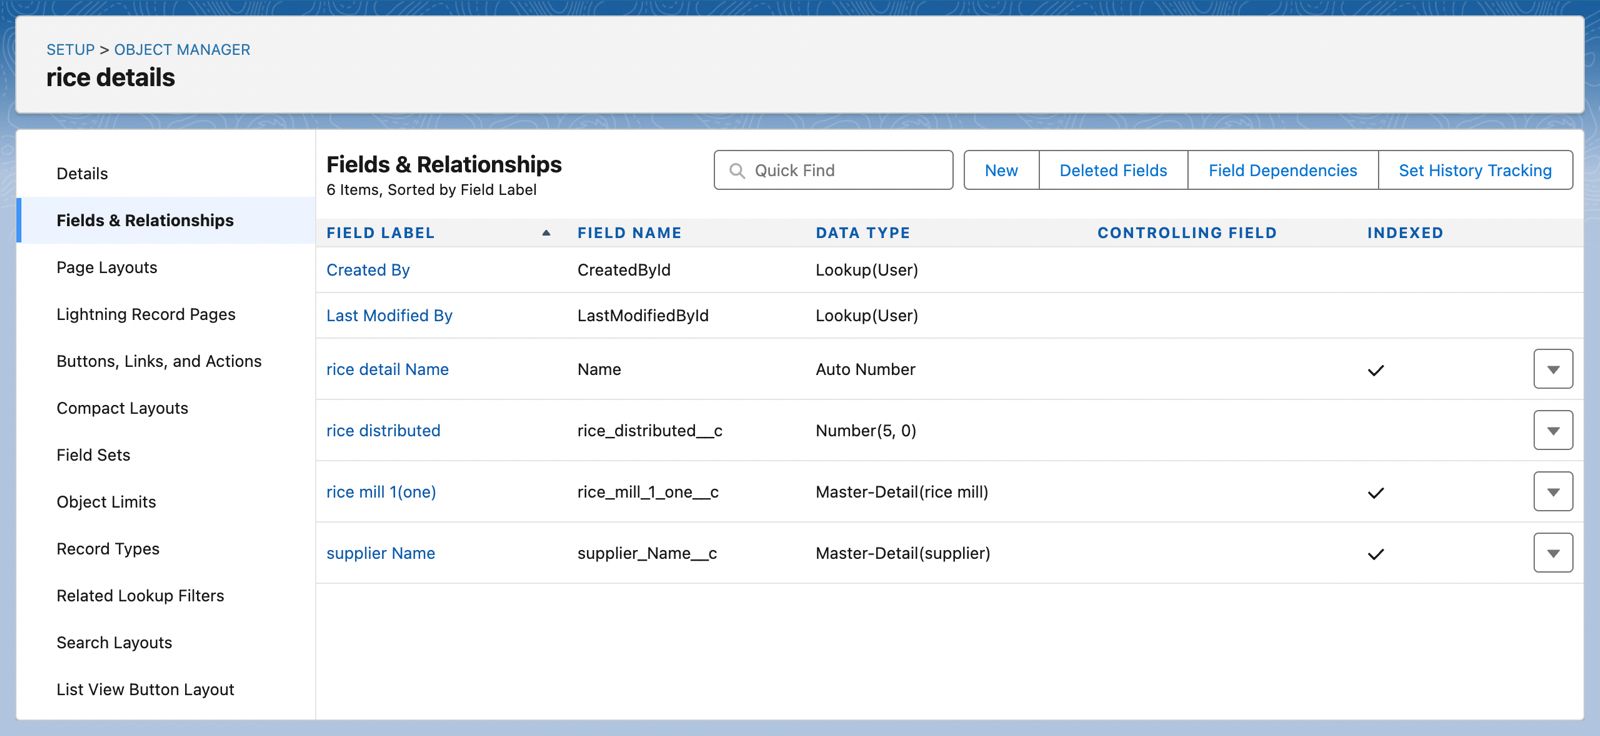 SETUP > OBJECT MANAGER
rice details
Details
Fields & Relationships
Page Layouts
Lightning Record Pages
Buttons, Links, and Actions
Compact Layouts
Field Sets
Object Limits
Record Types
Related Lookup Filters
Search Layouts
List View Button Layout
Fields & Relationships
6 Items, Sorted by Field Label
Quick Find
New Deleted Fields Field Dependencies Set History Tracking
FIELD LABEL FIELD NAME DATA TYPE CONTROLLING FIELD INDEXED
Created By CreatedById Lookup(User)
Last Modified By LastModifiedById Lookup(User)
rice detail Name Name Auto Number
rice distributed rice_distributed__c Number(5, 0)
rice mill 1(one) rice_mill_1_one__c Master-Detail(rice mill)
supplier Name supplier_Name__c Master-Detail(supplier)